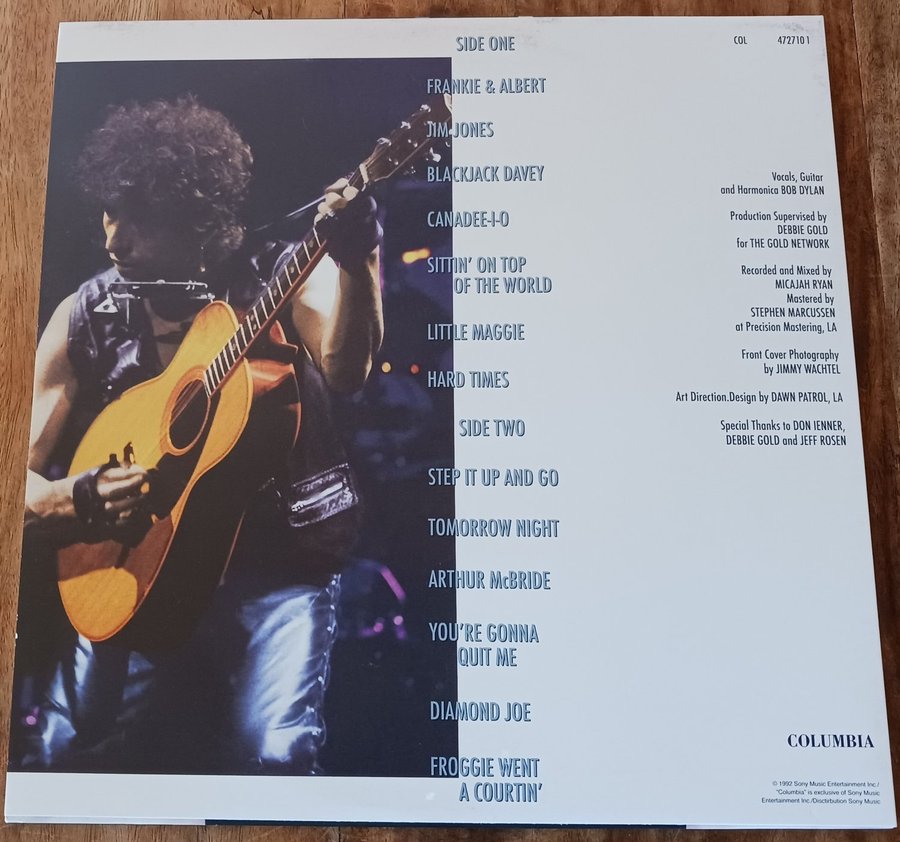 SIDE ONE
FRANKIE & ALBERT
JIM JONES
BLACKJACK DAVEY
CANADEE-I-O
SITTIN' ON TOP
OF THE WORLD
LITTLE MAGGIE
HARD TIMES
SIDE TWO
STEP IT UP AND GO
TOMORROW NIGHT
ARTHUR McBRIDE
YOU'RE GONNA
QUIT ME
DIAMOND JOE
FROGGIE WENT
A COURTIN'
COL 472710 1
Vocals, Guitar
and Harmonica BOB DYLAN
Production Supervised by
DEBBIE GOLD
for THE GOLD NETWORK
Recorded and Mixed by
MICAJAH RYAN
Mastered by
STEPHEN MARCUSSEN
at Precision Mastering, LA
Front Cover Photography
by JIMMY WACHTEL
Art Direction.Design by DAWN PATROL, LA
Special Thanks to DON IENNER,
DEBBIE GOLD and JEFF ROSEN
COLUMBIA
© 1992 Sony Music Entertainment Inc./
"Columbia" is exclusive of Sony Music
Entertainment Inc./Disctirbution Sony Music